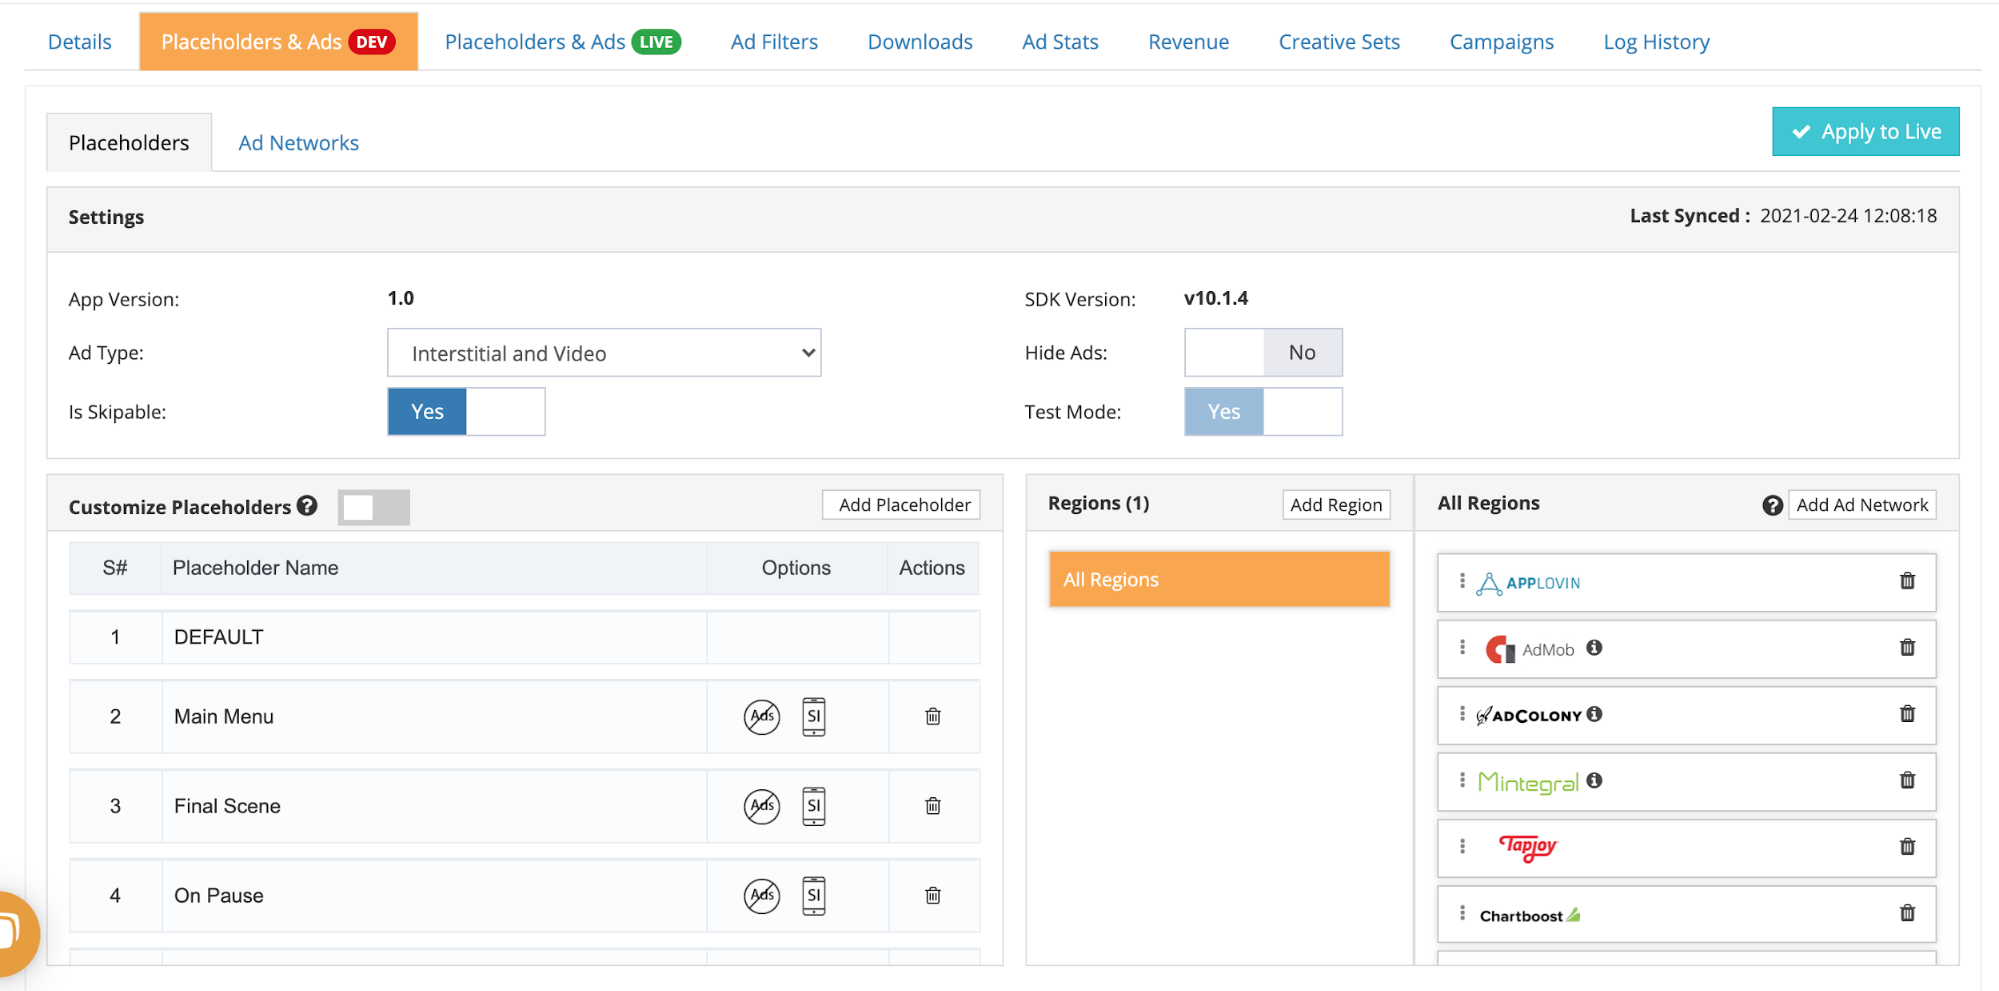 Details Placeholders & Ads DEV Placeholders & Ads LIVE Ad Filters Downloads Ad Stats Revenue Creative Sets Campaigns Log History
Placeholders Ad Networks Apply to Live
Settings Last Synced : 2021-02-24 12:08:18
App Version: 1.0 SDK Version: v10.1.4
Ad Type: Interstitial and Video Hide Ads: No
Is Skipable: Yes Test Mode: Yes
Customize Placeholders ? Add Placeholder
S# Placeholder Name Options Actions
1 DEFAULT
2 Main Menu Ads SI
3 Final Scene Ads SI
4 On Pause Ads SI
Regions (1) Add Region
All Regions
All Regions ? Add Ad Network
APPLOVIN
AdMob i
ADCOLONY i
Mintegral i
Tapjoy
Chartboost